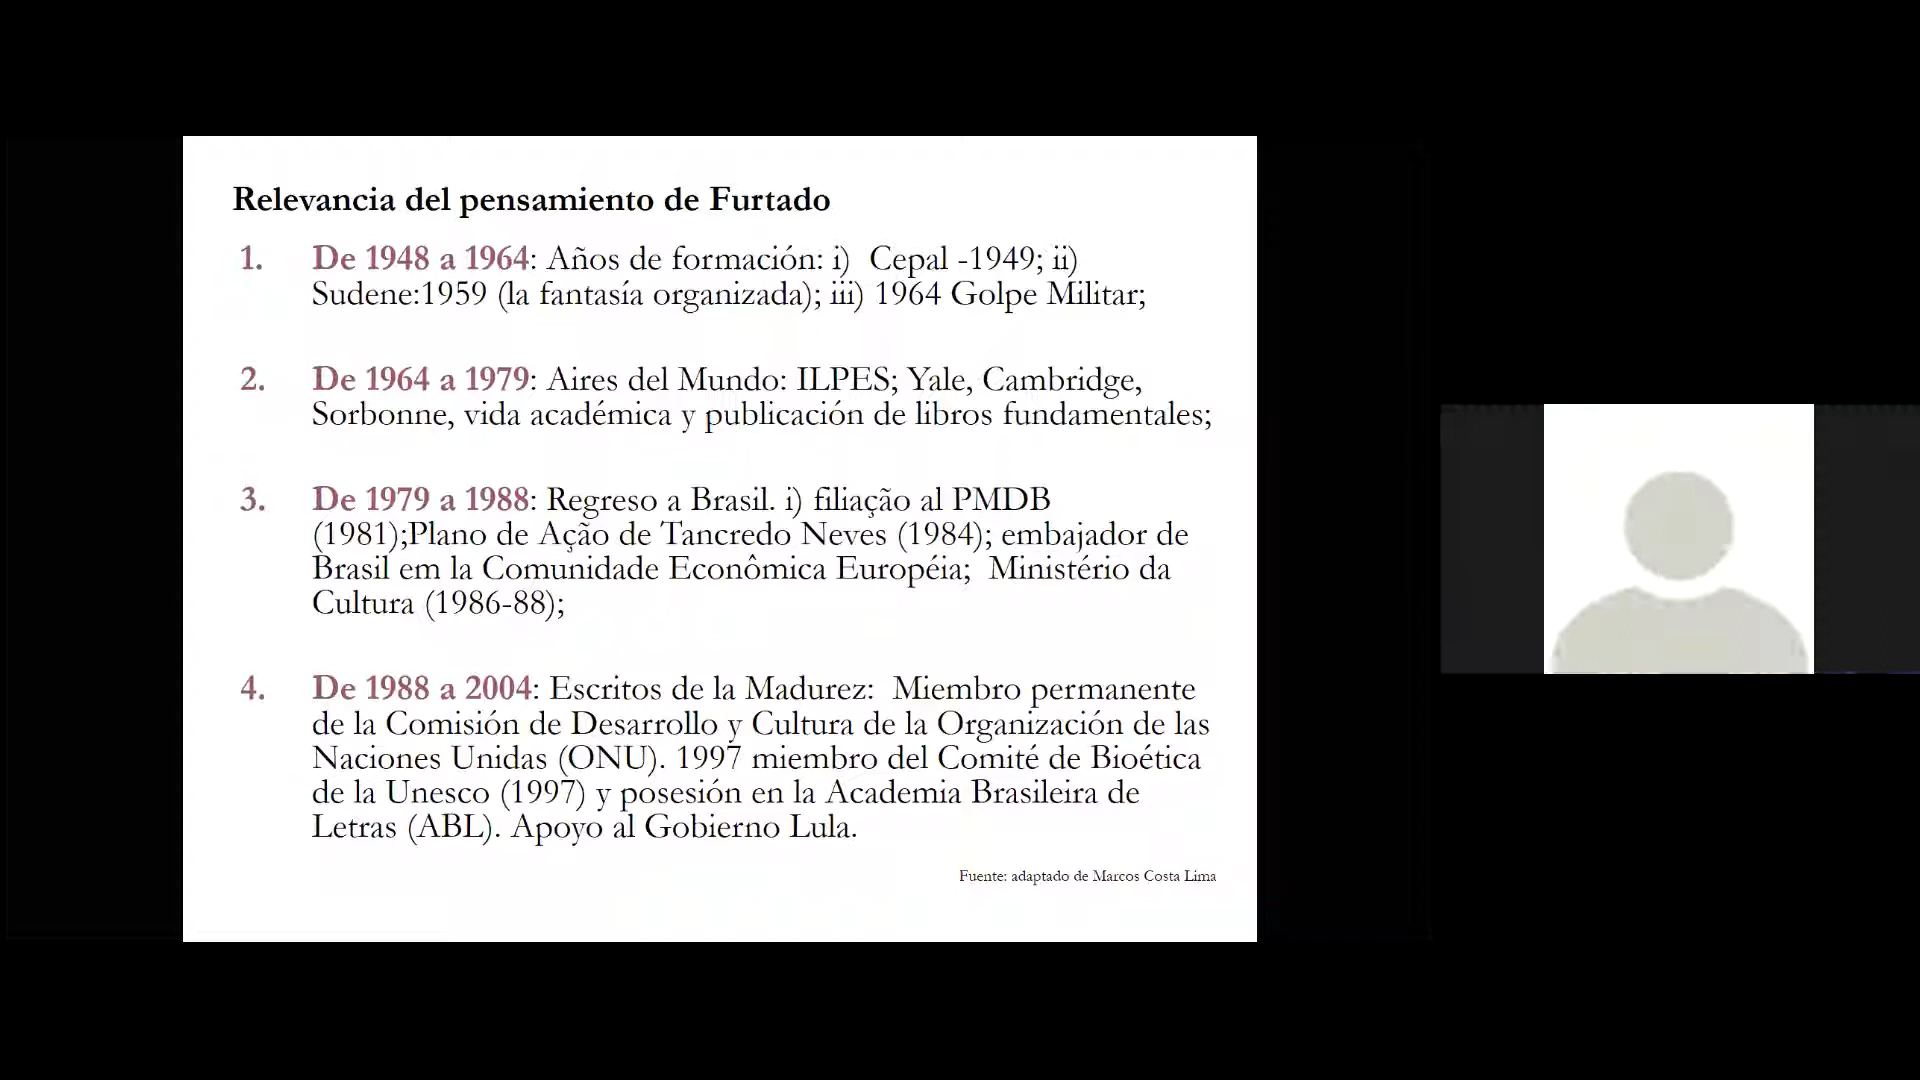 Relevancia del pensamiento de Furtado
1. De 1948 a 1964: Años de formación: i) Cepal -1949; ii)
Sudene:1959 (la fantasía organizada); iii) 1964 Golpe Militar;
2. De 1964 a 1979: Aires del Mundo: ILPES; Yale, Cambridge,
Sorbonne, vida académica y publicación de libros fundamentales;
3. De 1979 a 1988: Regreso a Brasil. i) filiação al PMDB
(1981);Plano de Ação de Tancredo Neves (1984); embajador de
Brasil em la Comunidade Econômica Européia; Ministério da
Cultura (1986-88);
4. De 1988 a 2004: Escritos de la Madurez: Miembro permanente
de la Comisión de Desarrollo y Cultura de la Organización de las
Naciones Unidas (ONU). 1997 miembro del Comité de Bioética
de la Unesco (1997) y posesión en la Academia Brasileira de
Letras (ABL). Apoyo al Gobierno Lula.
Fuente: adaptado de Marcos Costa Lima